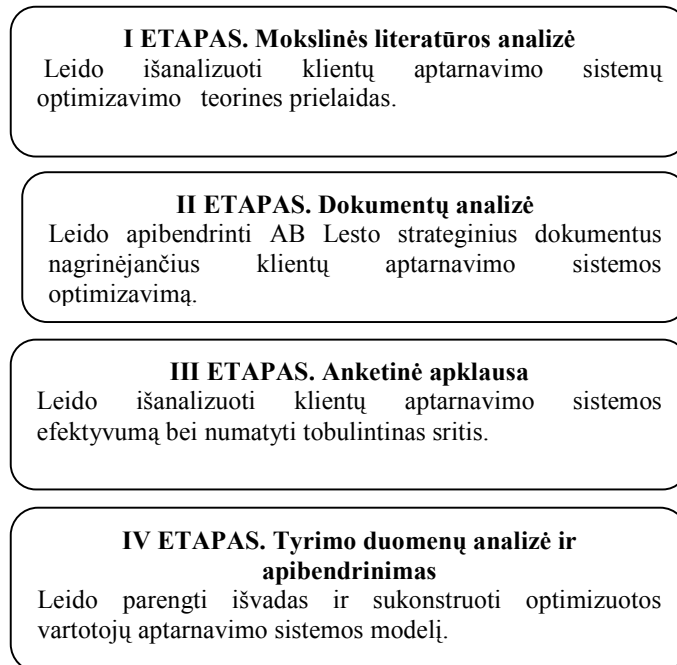 I ETAPAS. Mokslinės literatūros analizė
Leido išanalizuoti klientų aptarnavimo sistemų
optimizavimo teorines prielaidas.
II ETAPAS. Dokumentų analizė
Leido apibendrinti AB Lesto strateginius dokumentus
nagrinėjančius klientų aptarnavimo sistemos
optimizavimą.
III ETAPAS. Anketinė apklausa
Leido išanalizuoti klientų aptarnavimo sistemos
efektyvumą bei numatyti tobulintinas sritis.
IV ETAPAS. Tyrimo duomenų analizė ir
apibendrinimas
Leido parengti išvadas ir sukonstruoti optimizuotos
vartotojų aptarnavimo sistemos modelį.